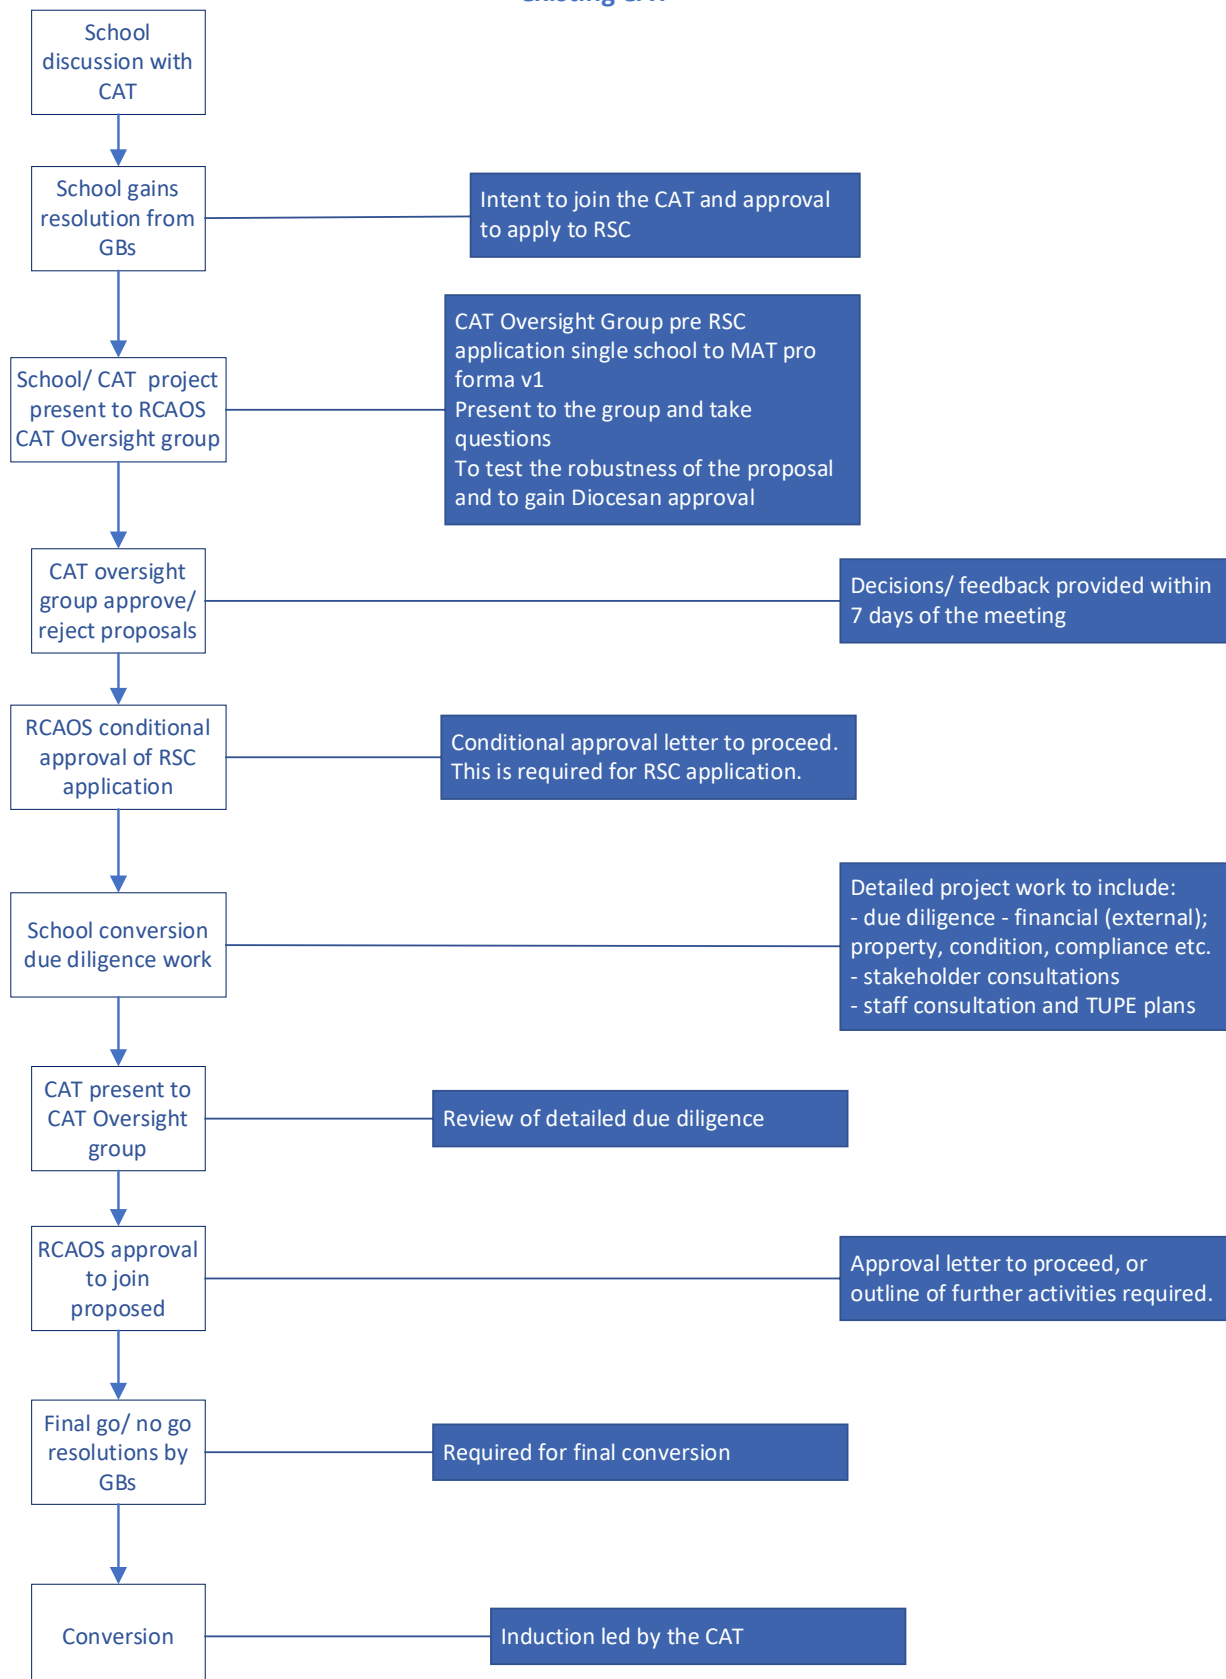 School
discussion with
CAT
School gains
resolution from
GBs
Intent to join the CAT and approval
to apply to RSC
CAT Oversight Group pre RSC
application single school to MAT pro
forma v1
Present to the group and take
questions
To test the robustness of the proposal
and to gain Diocesan approval
School/ CAT project
present to RCAOS
CAT Oversight group
CAT oversight
group approve/
reject proposals
Decisions/ feedback provided within
7 days of the meeting
RCAOS conditional
approval of RSC
application
Conditional approval letter to proceed.
This is required for RSC application.
School conversion
due diligence work
Detailed project work to include:
- due diligence - financial (external);
property, condition, compliance etc.
- stakeholder consultations
- staff consultation and TUPE plans
CAT present to
CAT Oversight
group
Review of detailed due diligence
RCAOS approval
to join
proposed
Approval letter to proceed, or
outline of further activities required.
Final go/ no go
resolutions by
GBs
Required for final conversion
Conversion
Induction led by the CAT